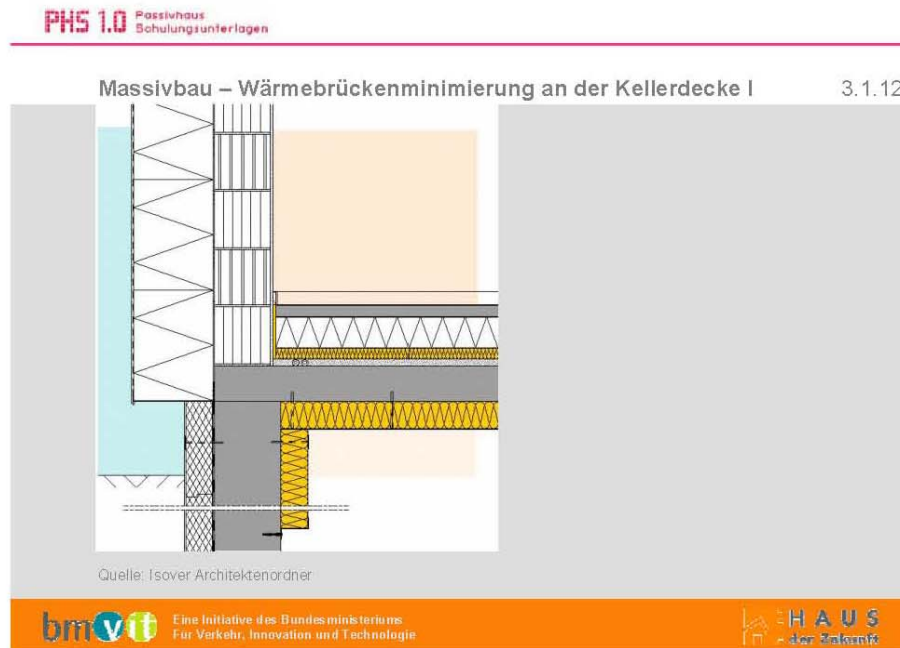 PHS 1.0 Passivhaus
Schulungsunterlagen
Massivbau – Wärmebrückenminimierung an der Kellerdecke I 3.1.12
Quelle: Isover Architektenordner
bmvit Eine Initiative des Bundesministeriums
Für Verkehr, Innovation und Technologie
HAUS
der Zukunft